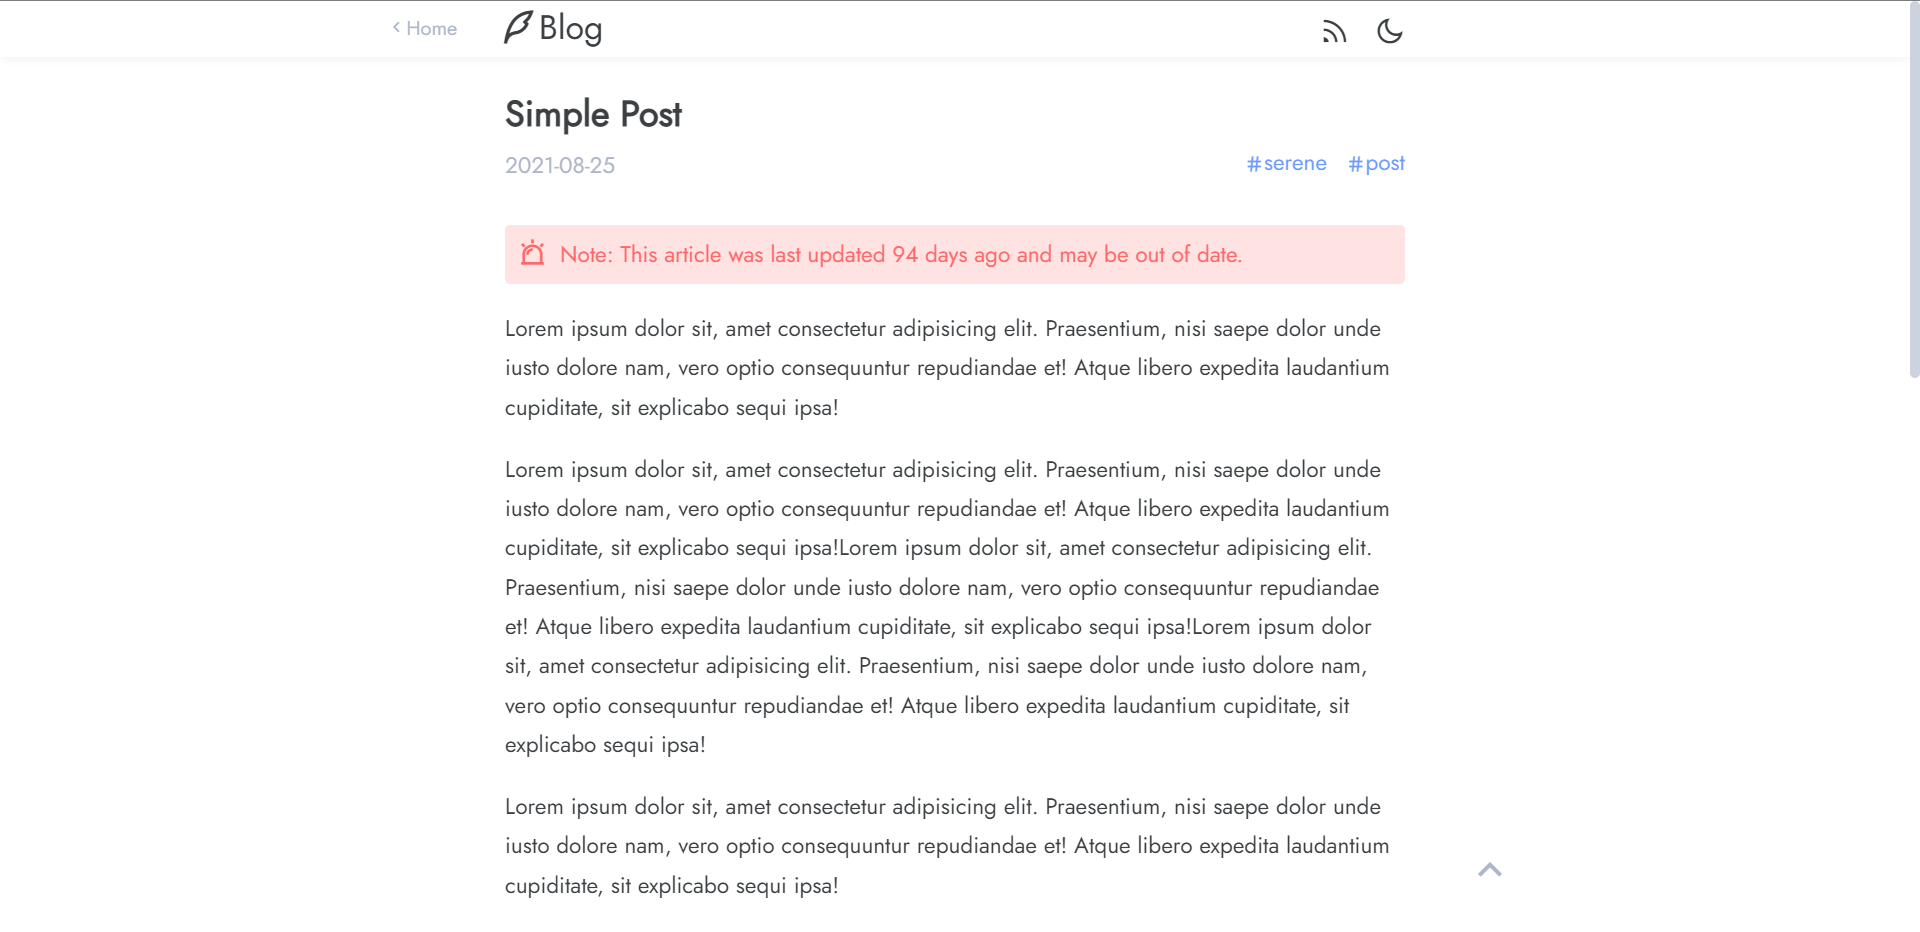 Home
Blog
Simple Post
2021-08-25
#serene #post
Note: This article was last updated 94 days ago and may be out of date.
Lorem ipsum dolor sit, amet consectetur adipisicing elit. Praesentium, nisi saepe dolor unde
iusto dolore nam, vero optio consequuntur repudiandae et! Atque libero expedita laudantium
cupiditate, sit explicabo sequi ipsa!
Lorem ipsum dolor sit, amet consectetur adipisicing elit. Praesentium, nisi saepe dolor unde
iusto dolore nam, vero optio consequuntur repudiandae et! Atque libero expedita laudantium
cupiditate, sit explicabo sequi ipsa!Lorem ipsum dolor sit, amet consectetur adipisicing elit.
Praesentium, nisi saepe dolor unde iusto dolore nam, vero optio consequuntur repudiandae
et! Atque libero expedita laudantium cupiditate, sit explicabo sequi ipsa!Lorem ipsum dolor
sit, amet consectetur adipisicing elit. Praesentium, nisi saepe dolor unde iusto dolore nam,
vero optio consequuntur repudiandae et! Atque libero expedita laudantium cupiditate, sit
explicabo sequi ipsa!
Lorem ipsum dolor sit, amet consectetur adipisicing elit. Praesentium, nisi saepe dolor unde
iusto dolore nam, vero optio consequuntur repudiandae et! Atque libero expedita laudantium
cupiditate, sit explicabo sequi ipsa!